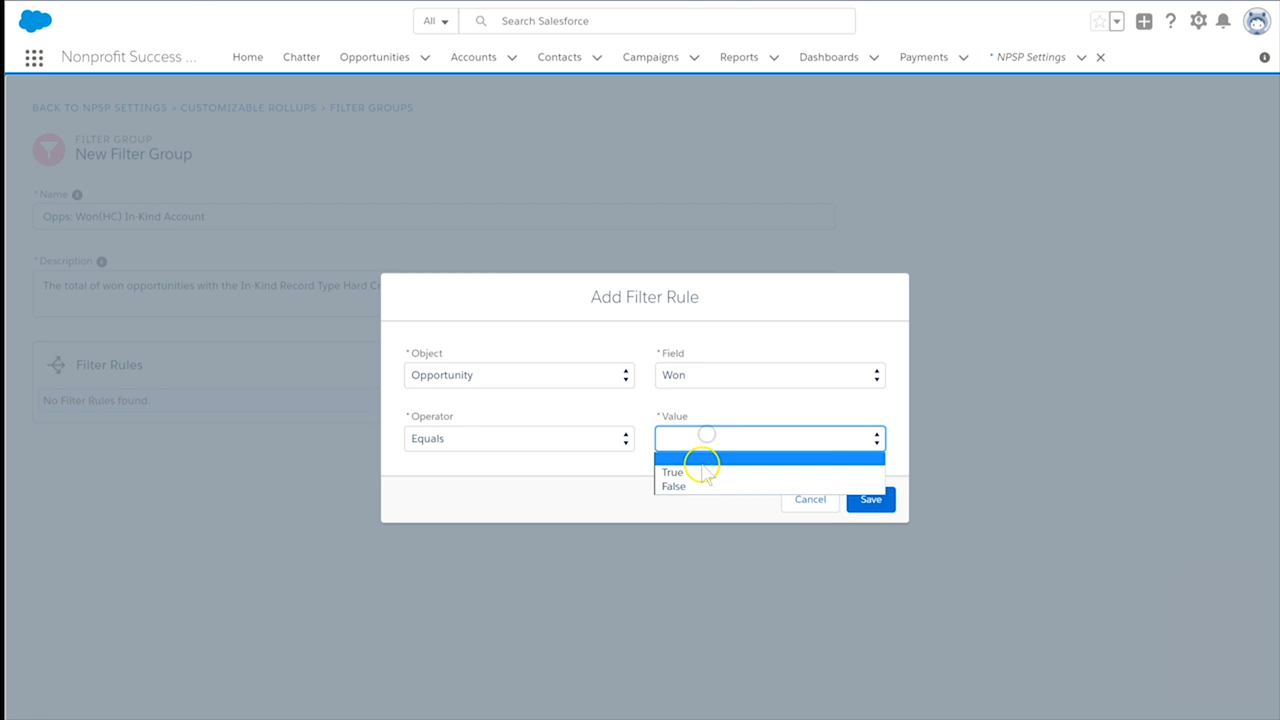 All
Search Salesforce
Nonprofit Success ...
Home
Chatter
Opportunities
Accounts
Contacts
Campaigns
Reports
Dashboards
Payments
* NPSP Settings
BACK TO NPSP SETTINGS > CUSTOMIZABLE ROLLUPS > FILTER GROUPS
FILTER GROUP
New Filter Group
* Name
Opps: Won(HC) In-Kind Account
* Description
The total of won opportunities with the In-Kind Record Type Hard Cr
Filter Rules
No Filter Rules found.
Add Filter Rule
* Object
* Field
Opportunity
Won
* Operator
* Value
Equals
True
False
Cancel
Save